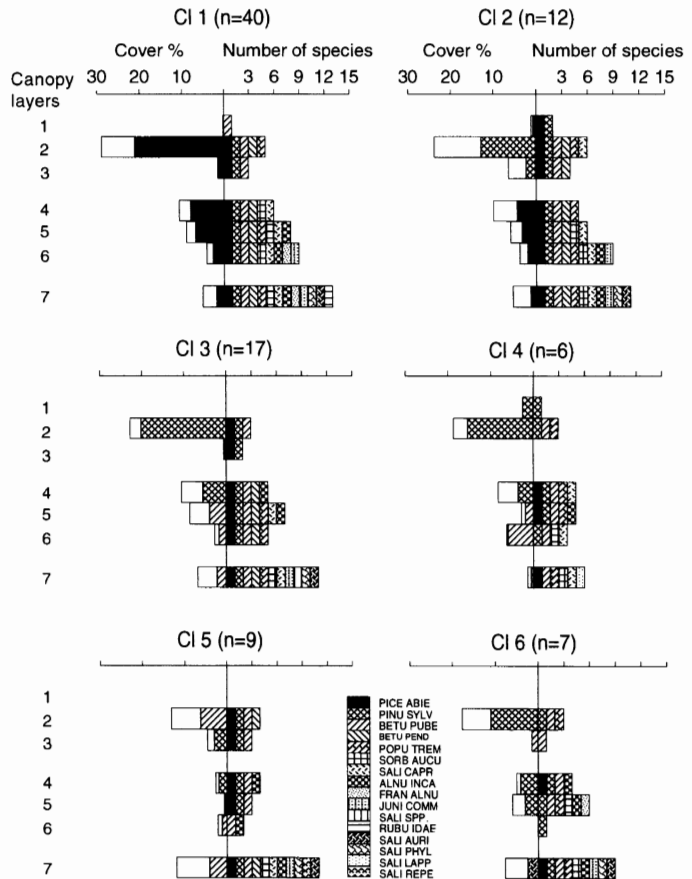 Cl 1 (n=40)
Cl 2 (n=12)
Cover % Number of species
Cover % Number of species
Canopy layers
30 20 10 3 6 9 12 15
30 20 10 3 6 9 12 15
1
2
3
4
5
6
7
Cl 3 (n=17)
Cl 4 (n=6)
1
2
3
4
5
6
7
Cl 5 (n=9)
Cl 6 (n=7)
1
2
3
4
5
6
7
PICE ABIE
PINU SYLV
BETU PUBE
BETU PEND
POPU TREM
SORB AUCU
SALI CAPR
ALNU INCA
FRAN ALNU
JUNI COMM
SALI SPP.
RUBU IDAE
SALI AURI
SALI PHYL
SALI LAPP
SALI REPE